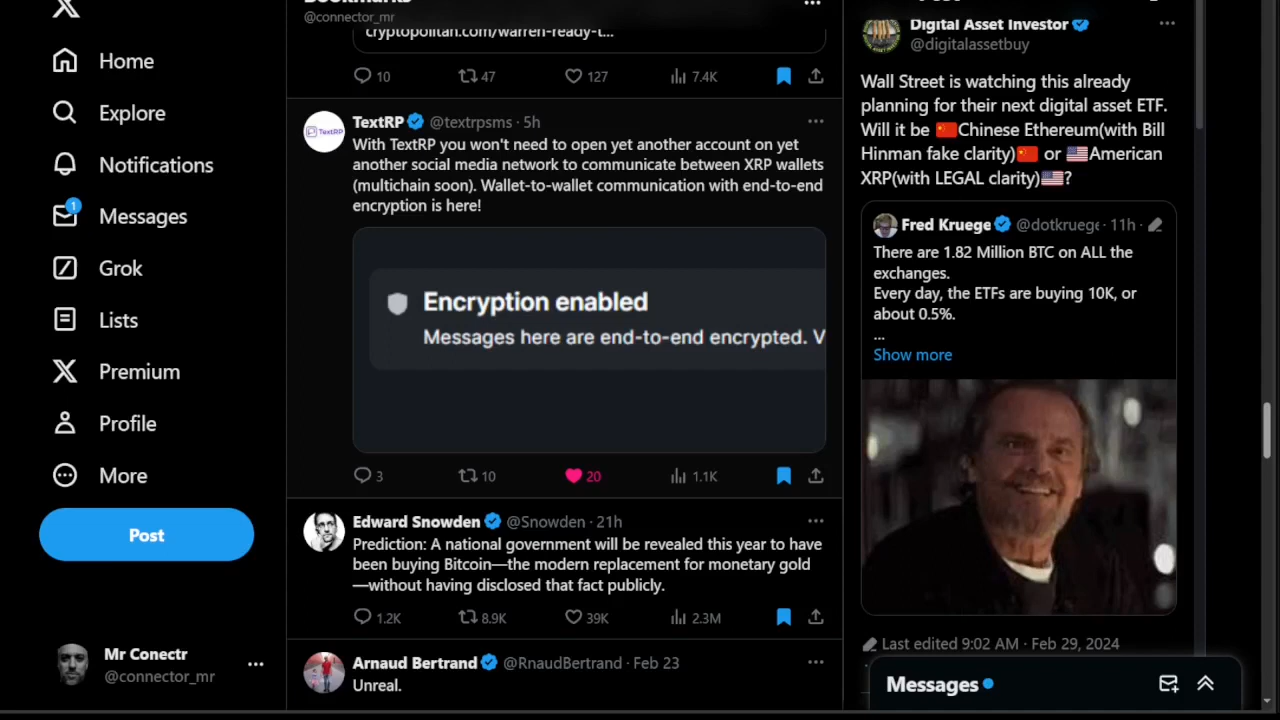 Home
Explore
Notifications
1
Messages
Grok
Lists
Premium
Profile
More
Post
Mr Conectr
@connector_mr
@connector_mr
cryptopolitan.com/warren-ready-t...
10 47 127 7.4K
TextRP @textrpsms · 5h
With TextRP you won't need to open yet another account on yet
another social media network to communicate between XRP wallets
(multichain soon). Wallet-to-wallet communication with end-to-end
encryption is here!
TextRP
Encryption enabled
Messages here are end-to-end encrypted. V
3 10 20 1.1K
Edward Snowden @Snowden · 21h
Prediction: A national government will be revealed this year to have
been buying Bitcoin—the modern replacement for monetary gold
—without having disclosed that fact publicly.
1.2K 8.9K 39K 2.3M
Arnaud Bertrand @RnaudBertrand · Feb 23
Unreal.
Digital Asset Investor
@digitalassetbuy
Wall Street is watching this already
planning for their next digital asset ETF.
Will it be 🇨🇳Chinese Ethereum(with Bill
Hinman fake clarity)🇨🇳 or 🇺🇸American
XRP(with LEGAL clarity)🇺🇸?
Fred Kruege @dotkruege · 11h ·
There are 1.82 Million BTC on ALL the
exchanges.
Every day, the ETFs are buying 10K, or
about 0.5%.
...
Show more
Last edited 9:02 AM · Feb 29, 2024
Messages